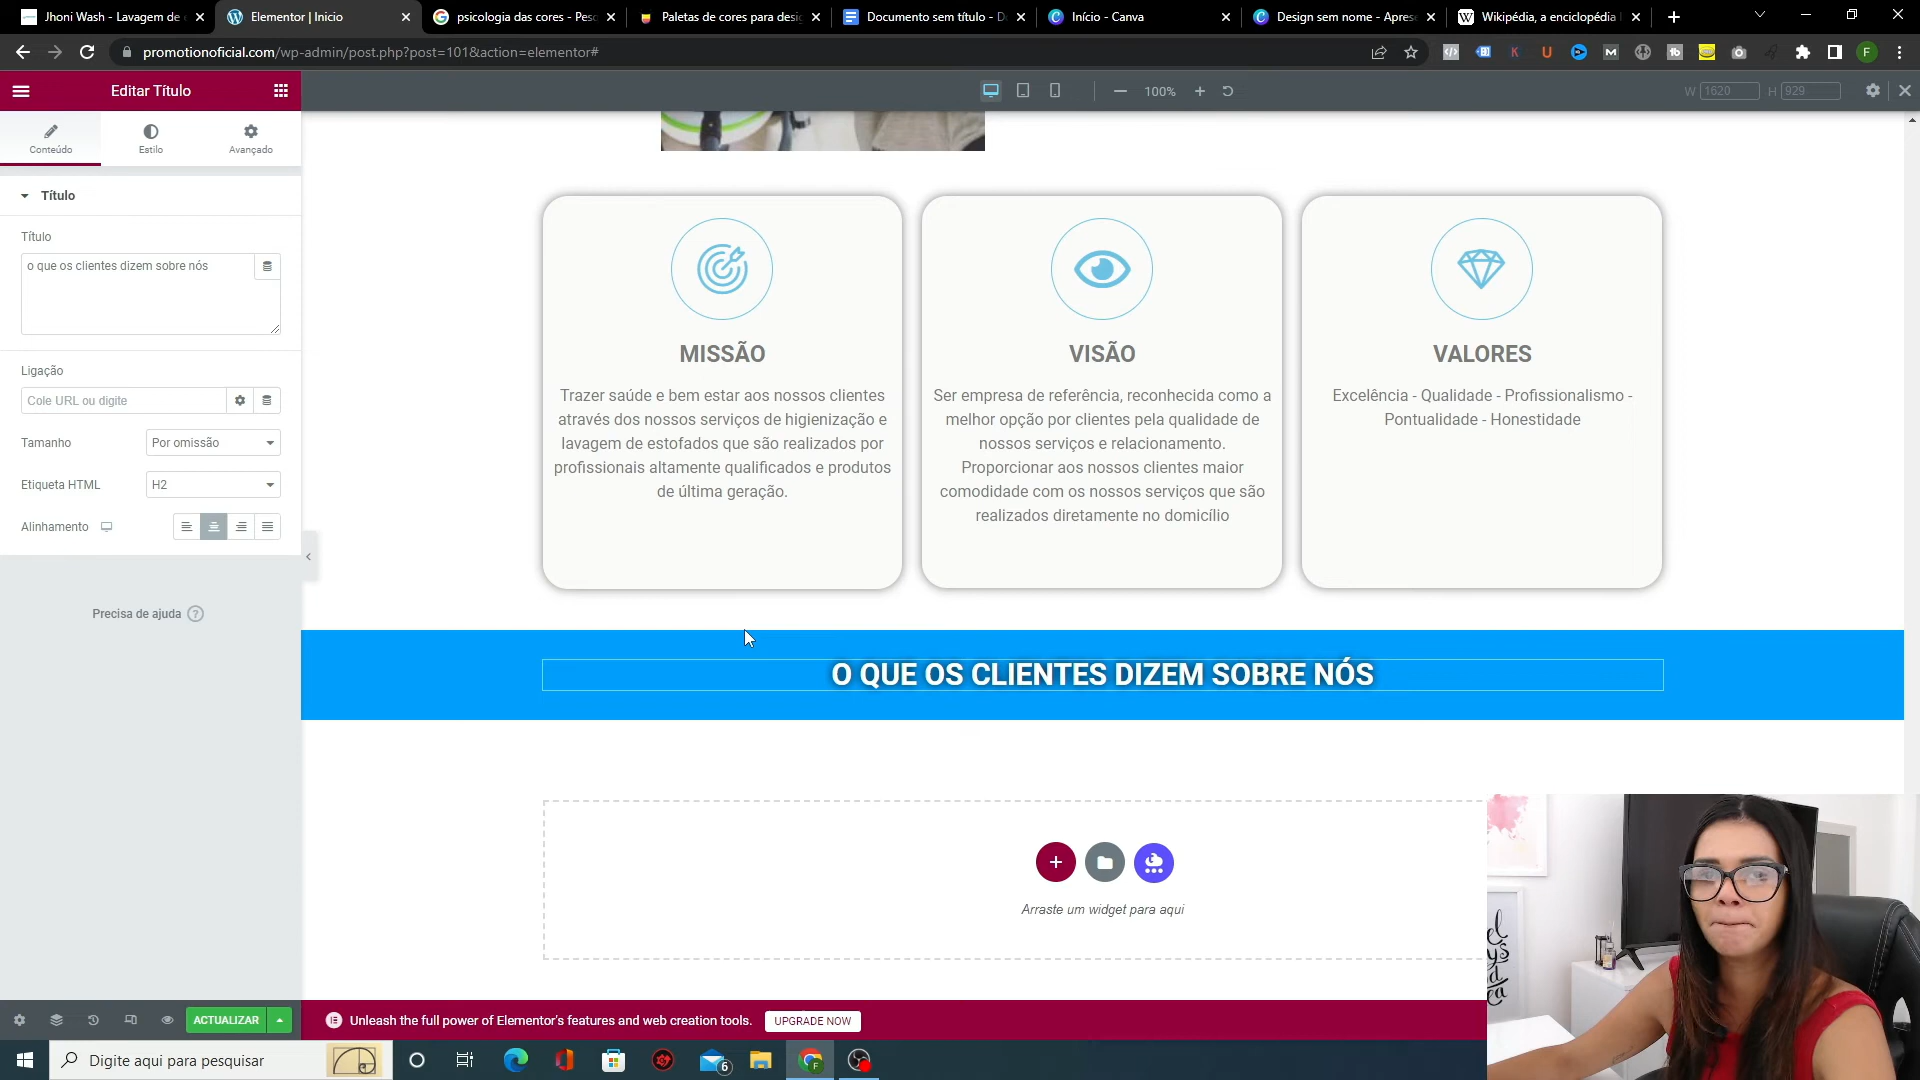 Jhoni Wash - Lavagem de
Elementor | Inicio
psicologia das cores - Pes
Paletas de cores para desi
Documento sem título - D
Início - Canva
Design sem nome - Aprese
Wikipédia, a enciclopédia
promotionoficial.com/wp-admin/post.php?post=101&action=elementor#
F
Editar Título
100%
W 1620 H 929
Conteúdo
Estilo
Avançado
Título
Título
o que os clientes dizem sobre nós
Ligação
Cole URL ou digite
Tamanho
Por omissão
Etiqueta HTML
H2
Alinhamento
Precisa de ajuda ?
MISSÃO
Trazer saúde e bem estar aos nossos clientes
através dos nossos serviços de higienização e
lavagem de estofados que são realizados por
profissionais altamente qualificados e produtos
de última geração.
VISÃO
Ser empresa de referência, reconhecida como a
melhor opção por clientes pela qualidade de
nossos serviços e relacionamento.
Proporcionar aos nossos clientes maior
comodidade com os nossos serviços que são
realizados diretamente no domicílio
VALORES
Excelência - Qualidade - Profissionalismo -
Pontualidade - Honestidade
O QUE OS CLIENTES DIZEM SOBRE NÓS
Arraste um widget para aqui
ACTUALIZAR
Unleash the full power of Elementor's features and web creation tools.
UPGRADE NOW
Digite aqui para pesquisar
6